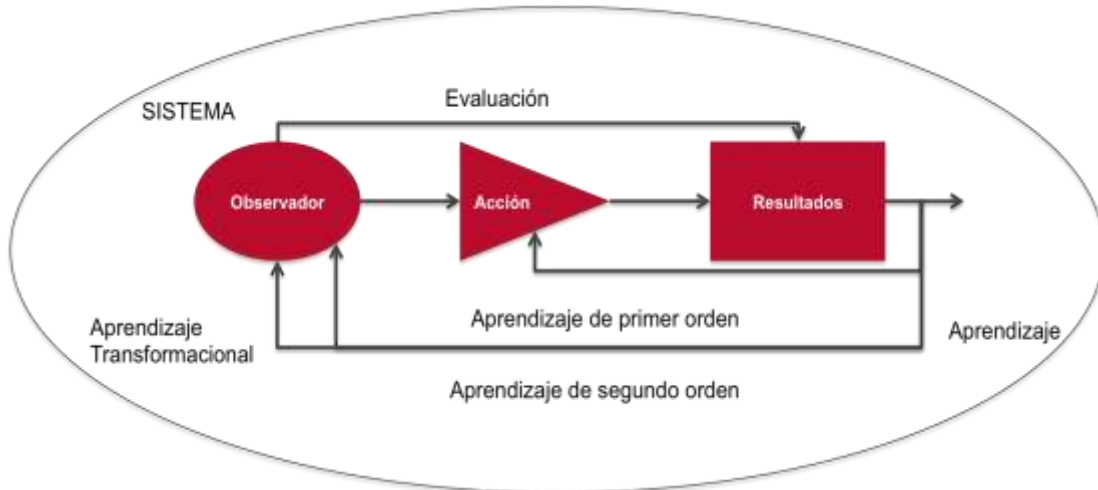 Evaluación
SISTEMA
Observador
Acción
Resultados
Aprendizaje de primer orden
Aprendizaje
Transformacional
Aprendizaje
Aprendizaje de segundo orden